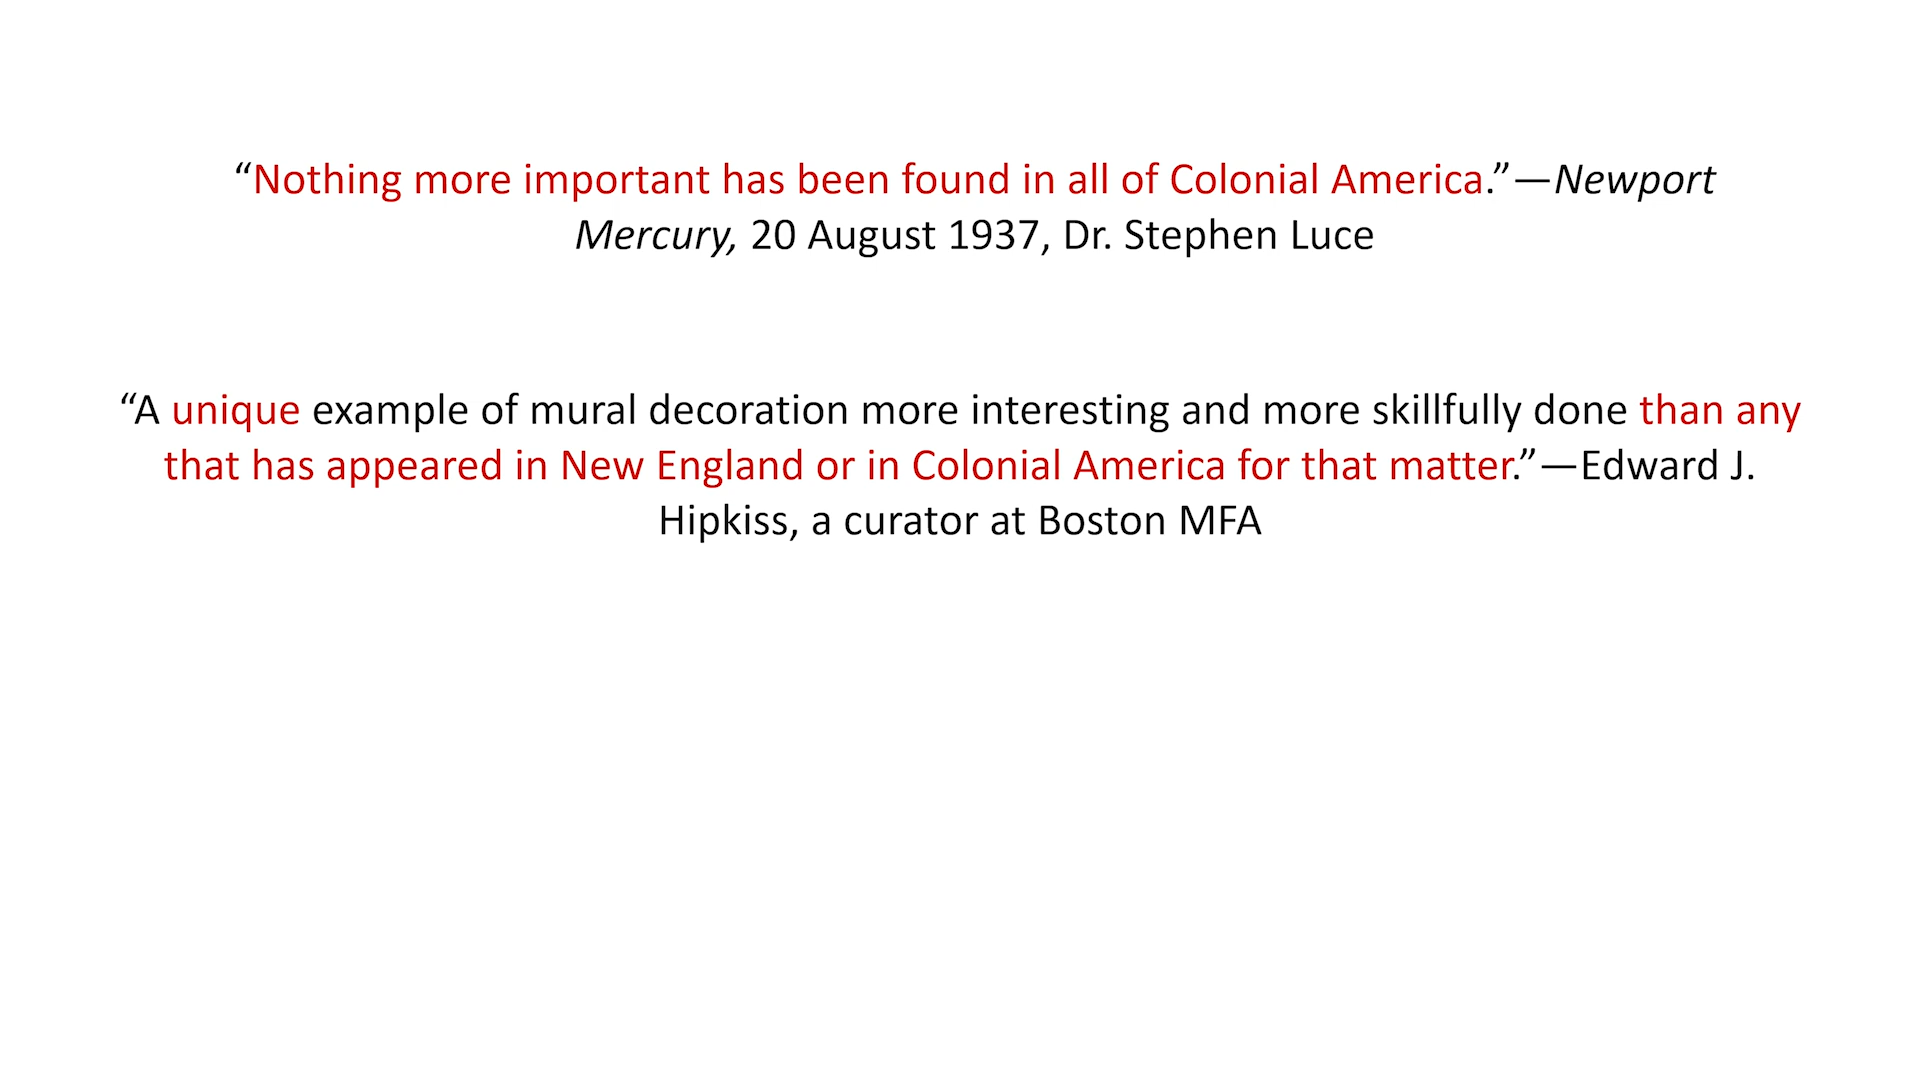 “Nothing more important has been found in all of Colonial America.”—Newport
Mercury, 20 August 1937, Dr. Stephen Luce
“A unique example of mural decoration more interesting and more skillfully done than any
that has appeared in New England or in Colonial America for that matter.”—Edward J.
Hipkiss, a curator at Boston MFA